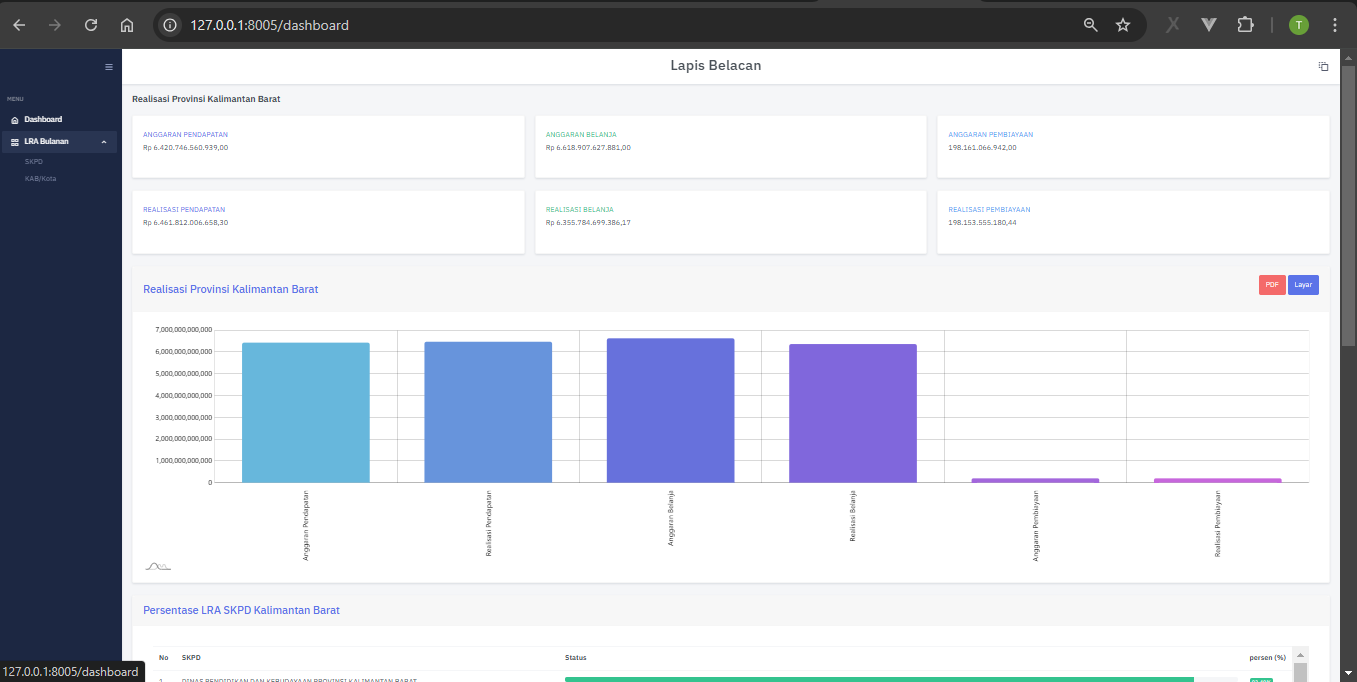 127.0.0.1:8005/dashboard
T
Lapis Belacan
MENU
Dashboard
LRA Bulanan
SKPD
KAB/Kota
Realisasi Provinsi Kalimantan Barat
ANGGARAN PENDAPATAN
Rp 6.420.746.560.939,00
ANGGARAN BELANJA
Rp 6.618.907.627.881,00
ANGGARAN PEMBIAYAAN
198.161.066.942,00
REALISASI PENDAPATAN
Rp 6.461.812.006.658,30
REALISASI BELANJA
Rp 6.355.784.699.386,17
REALISASI PEMBIAYAAN
198.153.555.180,44
Realisasi Provinsi Kalimantan Barat
PDF
Layar
7,000,000,000,000
6,000,000,000,000
5,000,000,000,000
4,000,000,000,000
3,000,000,000,000
2,000,000,000,000
1,000,000,000,000
0
Anggaran Pendapatan
Realisasi Pendapatan
Anggaran Belanja
Realisasi Belanja
Anggaran Pembiayaan
Realisasi Pembiayaan
Persentase LRA SKPD Kalimantan Barat
No SKPD Status persen (%)
1 DINAS PENDIDIKAN DAN KEBUDAYAAN PROVINSI KALIMANTAN BARAT
127.0.0.1:8005/dashboard